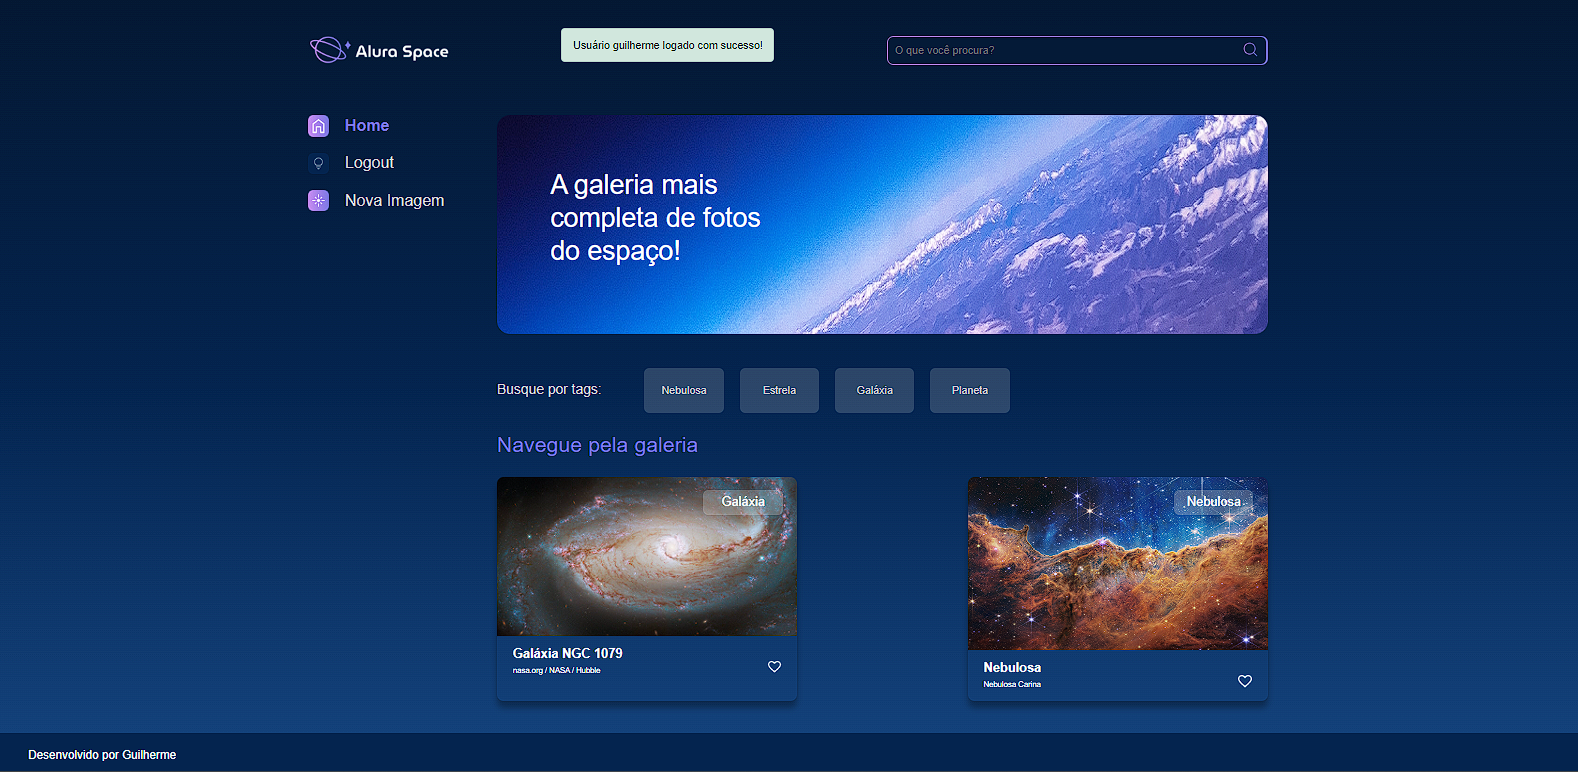 Alura Space
Usuário guilherme logado com sucesso!
O que você procura?
Home
Logout
Nova Imagem
A galeria mais
completa de fotos
do espaço!
Busque por tags:
Nebulosa
Estrela
Galáxia
Planeta
Navegue pela galeria
Galáxia
Galáxia NGC 1079
nasa.org / NASA / Hubble
Nebulosa
Nebulosa
Nebulosa Carina
Desenvolvido por Guilherme